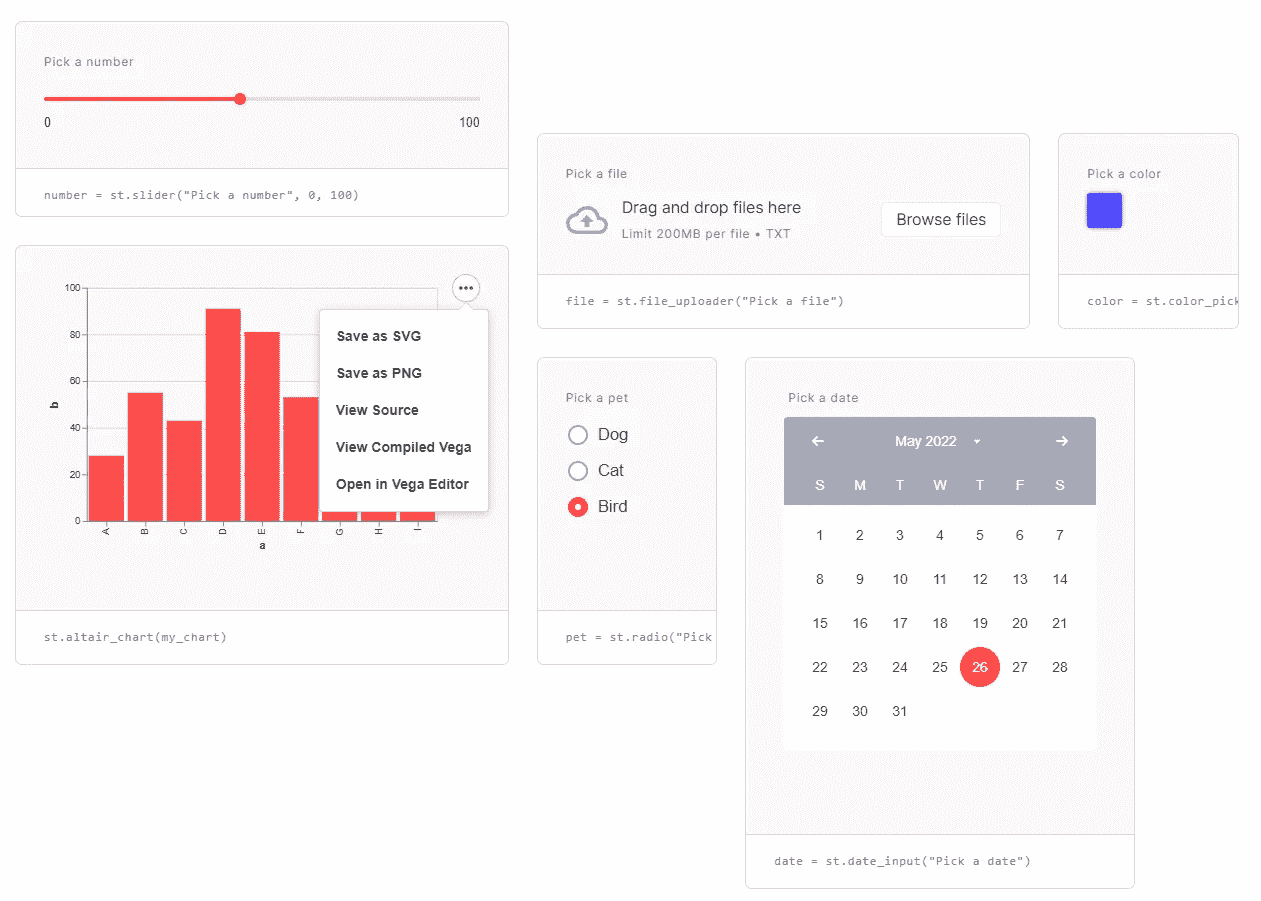 Pick a number
0 100
number = st.slider("Pick a number", 0, 100)
100
80
60
40
20
0
b
A B C D E F G H I
a
•••
Save as SVG
Save as PNG
View Source
View Compiled Vega
Open in Vega Editor
st.altair_chart(my_chart)
Pick a file
Drag and drop files here
Limit 200MB per file • TXT
Browse files
file = st.file_uploader("Pick a file")
Pick a color
color = st.color_pick
Pick a pet
Dog
Cat
Bird
pet = st.radio("Pick
Pick a date
May 2022
S M T W T F S
1 2 3 4 5 6 7
8 9 10 11 12 13 14
15 16 17 18 19 20 21
22 23 24 25 26 27 28
29 30 31
date = st.date_input("Pick a date")